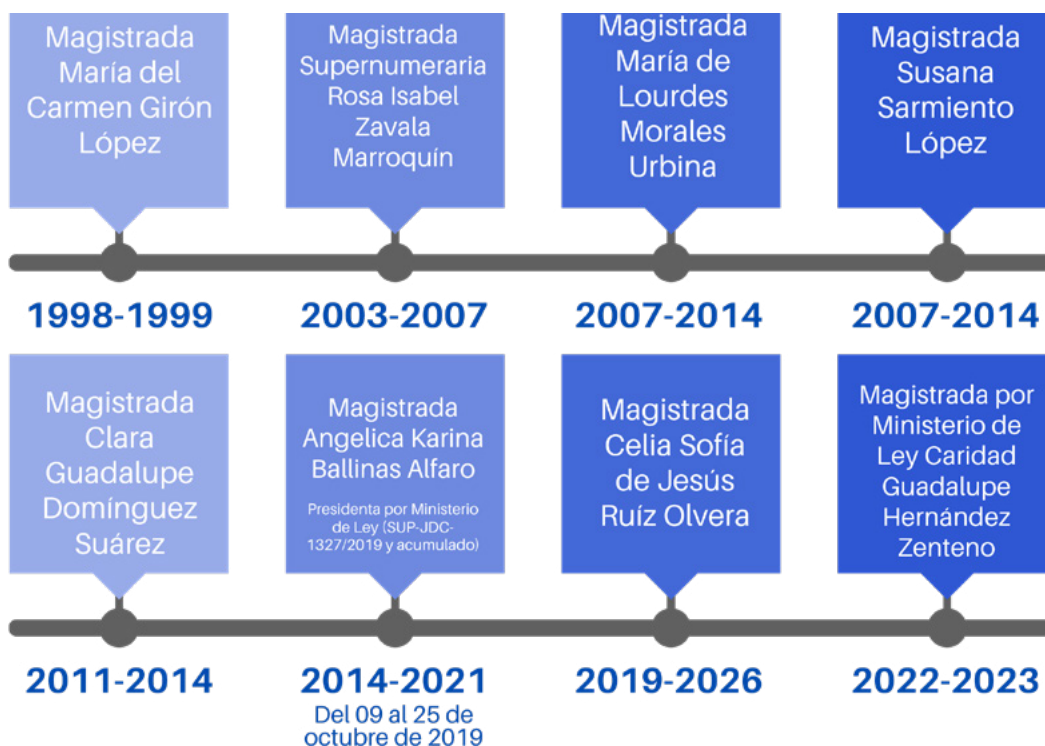 Magistrada
María del
Carmen Girón
López
1998-1999
Magistrada
Supernumeraria
Rosa Isabel
Zavala
Marroquín
2003-2007
Magistrada
María de
Lourdes
Morales
Urbina
2007-2014
Magistrada
Susana
Sarmiento
López
2007-2014
Magistrada
Clara
Guadalupe
Domínguez
Suárez
2011-2014
Magistrada
Angelica Karina
Ballinas Alfaro
Presidenta por Ministerio
de Ley (SUP-JDC-
1327/2019 y acumulado)
2014-2021
Del 09 al 25 de
octubre de 2019
Magistrada
Celia Sofía
de Jesús
Ruíz Olvera
2019-2026
Magistrada por
Ministerio de
Ley Caridad
Guadalupe
Hernández
Zenteno
2022-2023